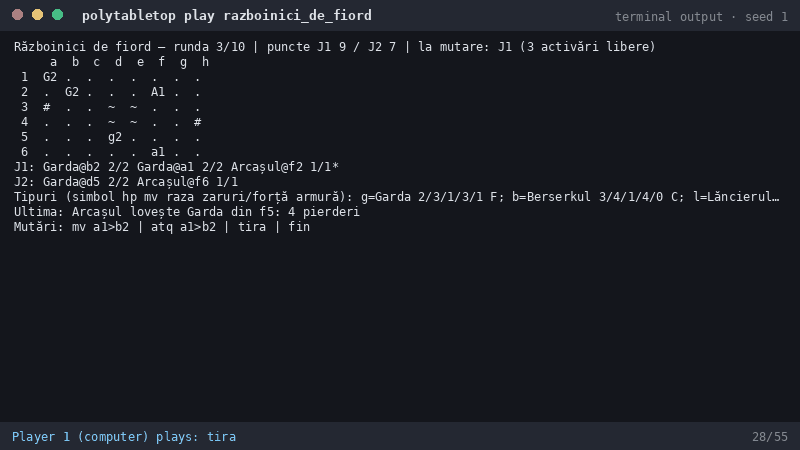 polytabletop play razboinici_de_fiord
terminal output · seed 1
Războinici de fiord — runda 3/10 | puncte J1 9 / J2 7 | la mutare: J1 (3 activări libere)
a b c d e f g h
1 G2 . . . . . . .
2 . G2 . . . A1 . .
3 # . . ~ ~ . . .
4 . . . ~ ~ . . #
5 . . . g2 . . . .
6 . . . . . a1 . .
J1: Garda@b2 2/2 Garda@a1 2/2 Arcașul@f2 1/1*
J2: Garda@d5 2/2 Arcașul@f6 1/1
Tipuri (simbol hp mv raza zaruri/forță armură): g=Garda 2/3/1/3/1 F; b=Berserkul 3/4/1/4/0 C; l=Lăncierul…
Ultima: Arcașul lovește Garda din f5: 4 pierderi
Mutări: mv a1>b2 | atq a1>b2 | tira | fin
Player 1 (computer) plays: tira
28/55